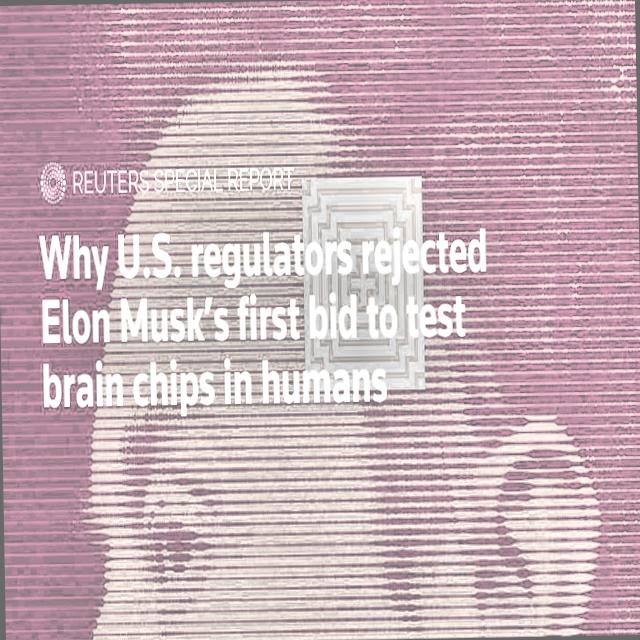 REUTERS SPECIAL REPORT
Why U.S. regulators rejected
Elon Musk's first bid to test
brain chips in humans